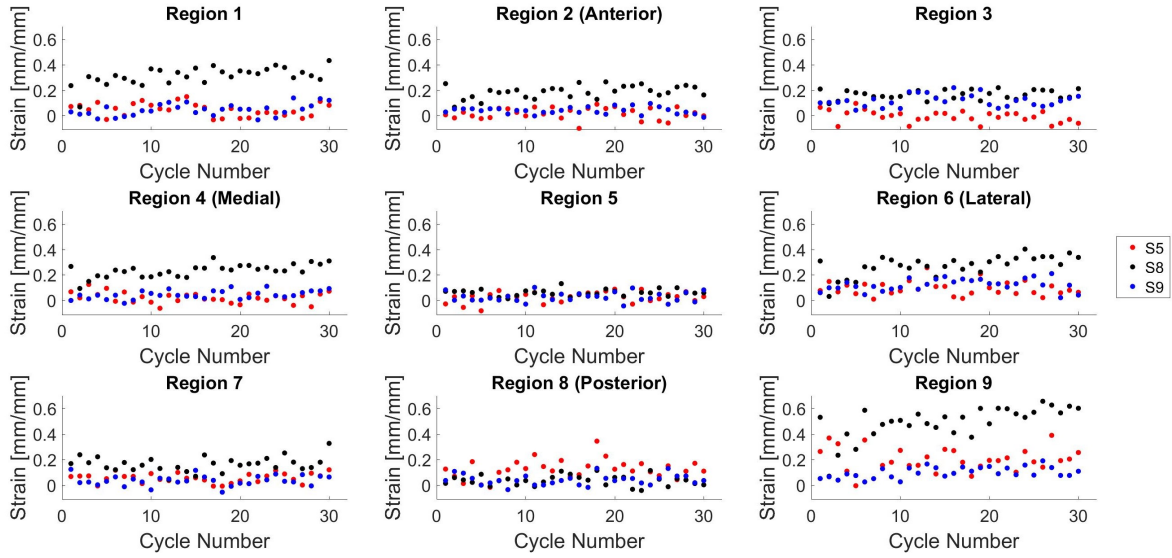 Region 1
Strain [mm/mm]
0.6
0.4
0.2
0
0 10 20 30
Cycle Number
Region 2 (Anterior)
Strain [mm/mm]
0.6
0.4
0.2
0
0 10 20 30
Cycle Number
Region 3
Strain [mm/mm]
0.6
0.4
0.2
0
0 10 20 30
Cycle Number
Region 4 (Medial)
Strain [mm/mm]
0.6
0.4
0.2
0
0 10 20 30
Cycle Number
Region 5
Strain [mm/mm]
0.6
0.4
0.2
0
0 10 20 30
Cycle Number
Region 6 (Lateral)
Strain [mm/mm]
0.6
0.4
0.2
0
0 10 20 30
Cycle Number
S5
S8
S9
Region 7
Strain [mm/mm]
0.6
0.4
0.2
0
0 10 20 30
Cycle Number
Region 8 (Posterior)
Strain [mm/mm]
0.6
0.4
0.2
0
0 10 20 30
Cycle Number
Region 9
Strain [mm/mm]
0.6
0.4
0.2
0
0 10 20 30
Cycle Number